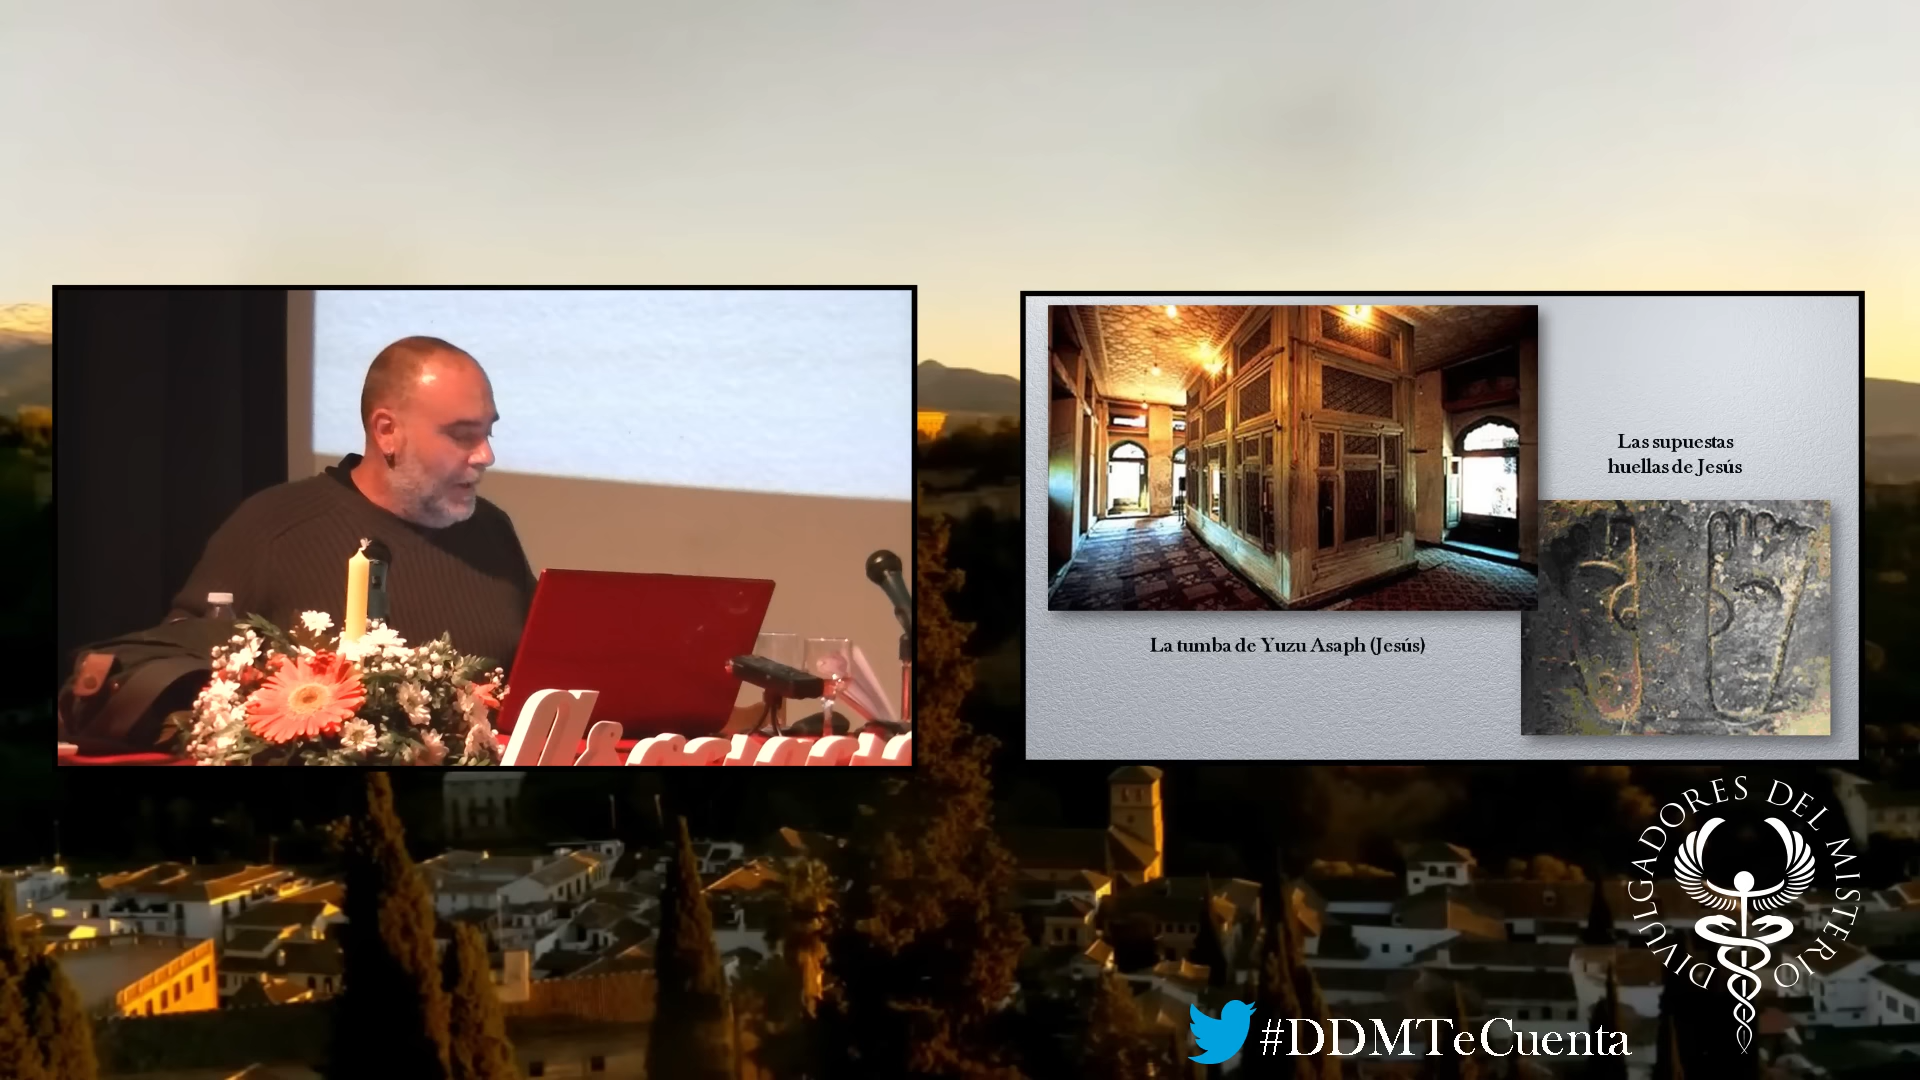 Las supuestas
huellas de Jesús
La tumba de Yuzu Asaph (Jesús)
DIVULGADORES DEL MISTERIO
#DDMTeCuenta